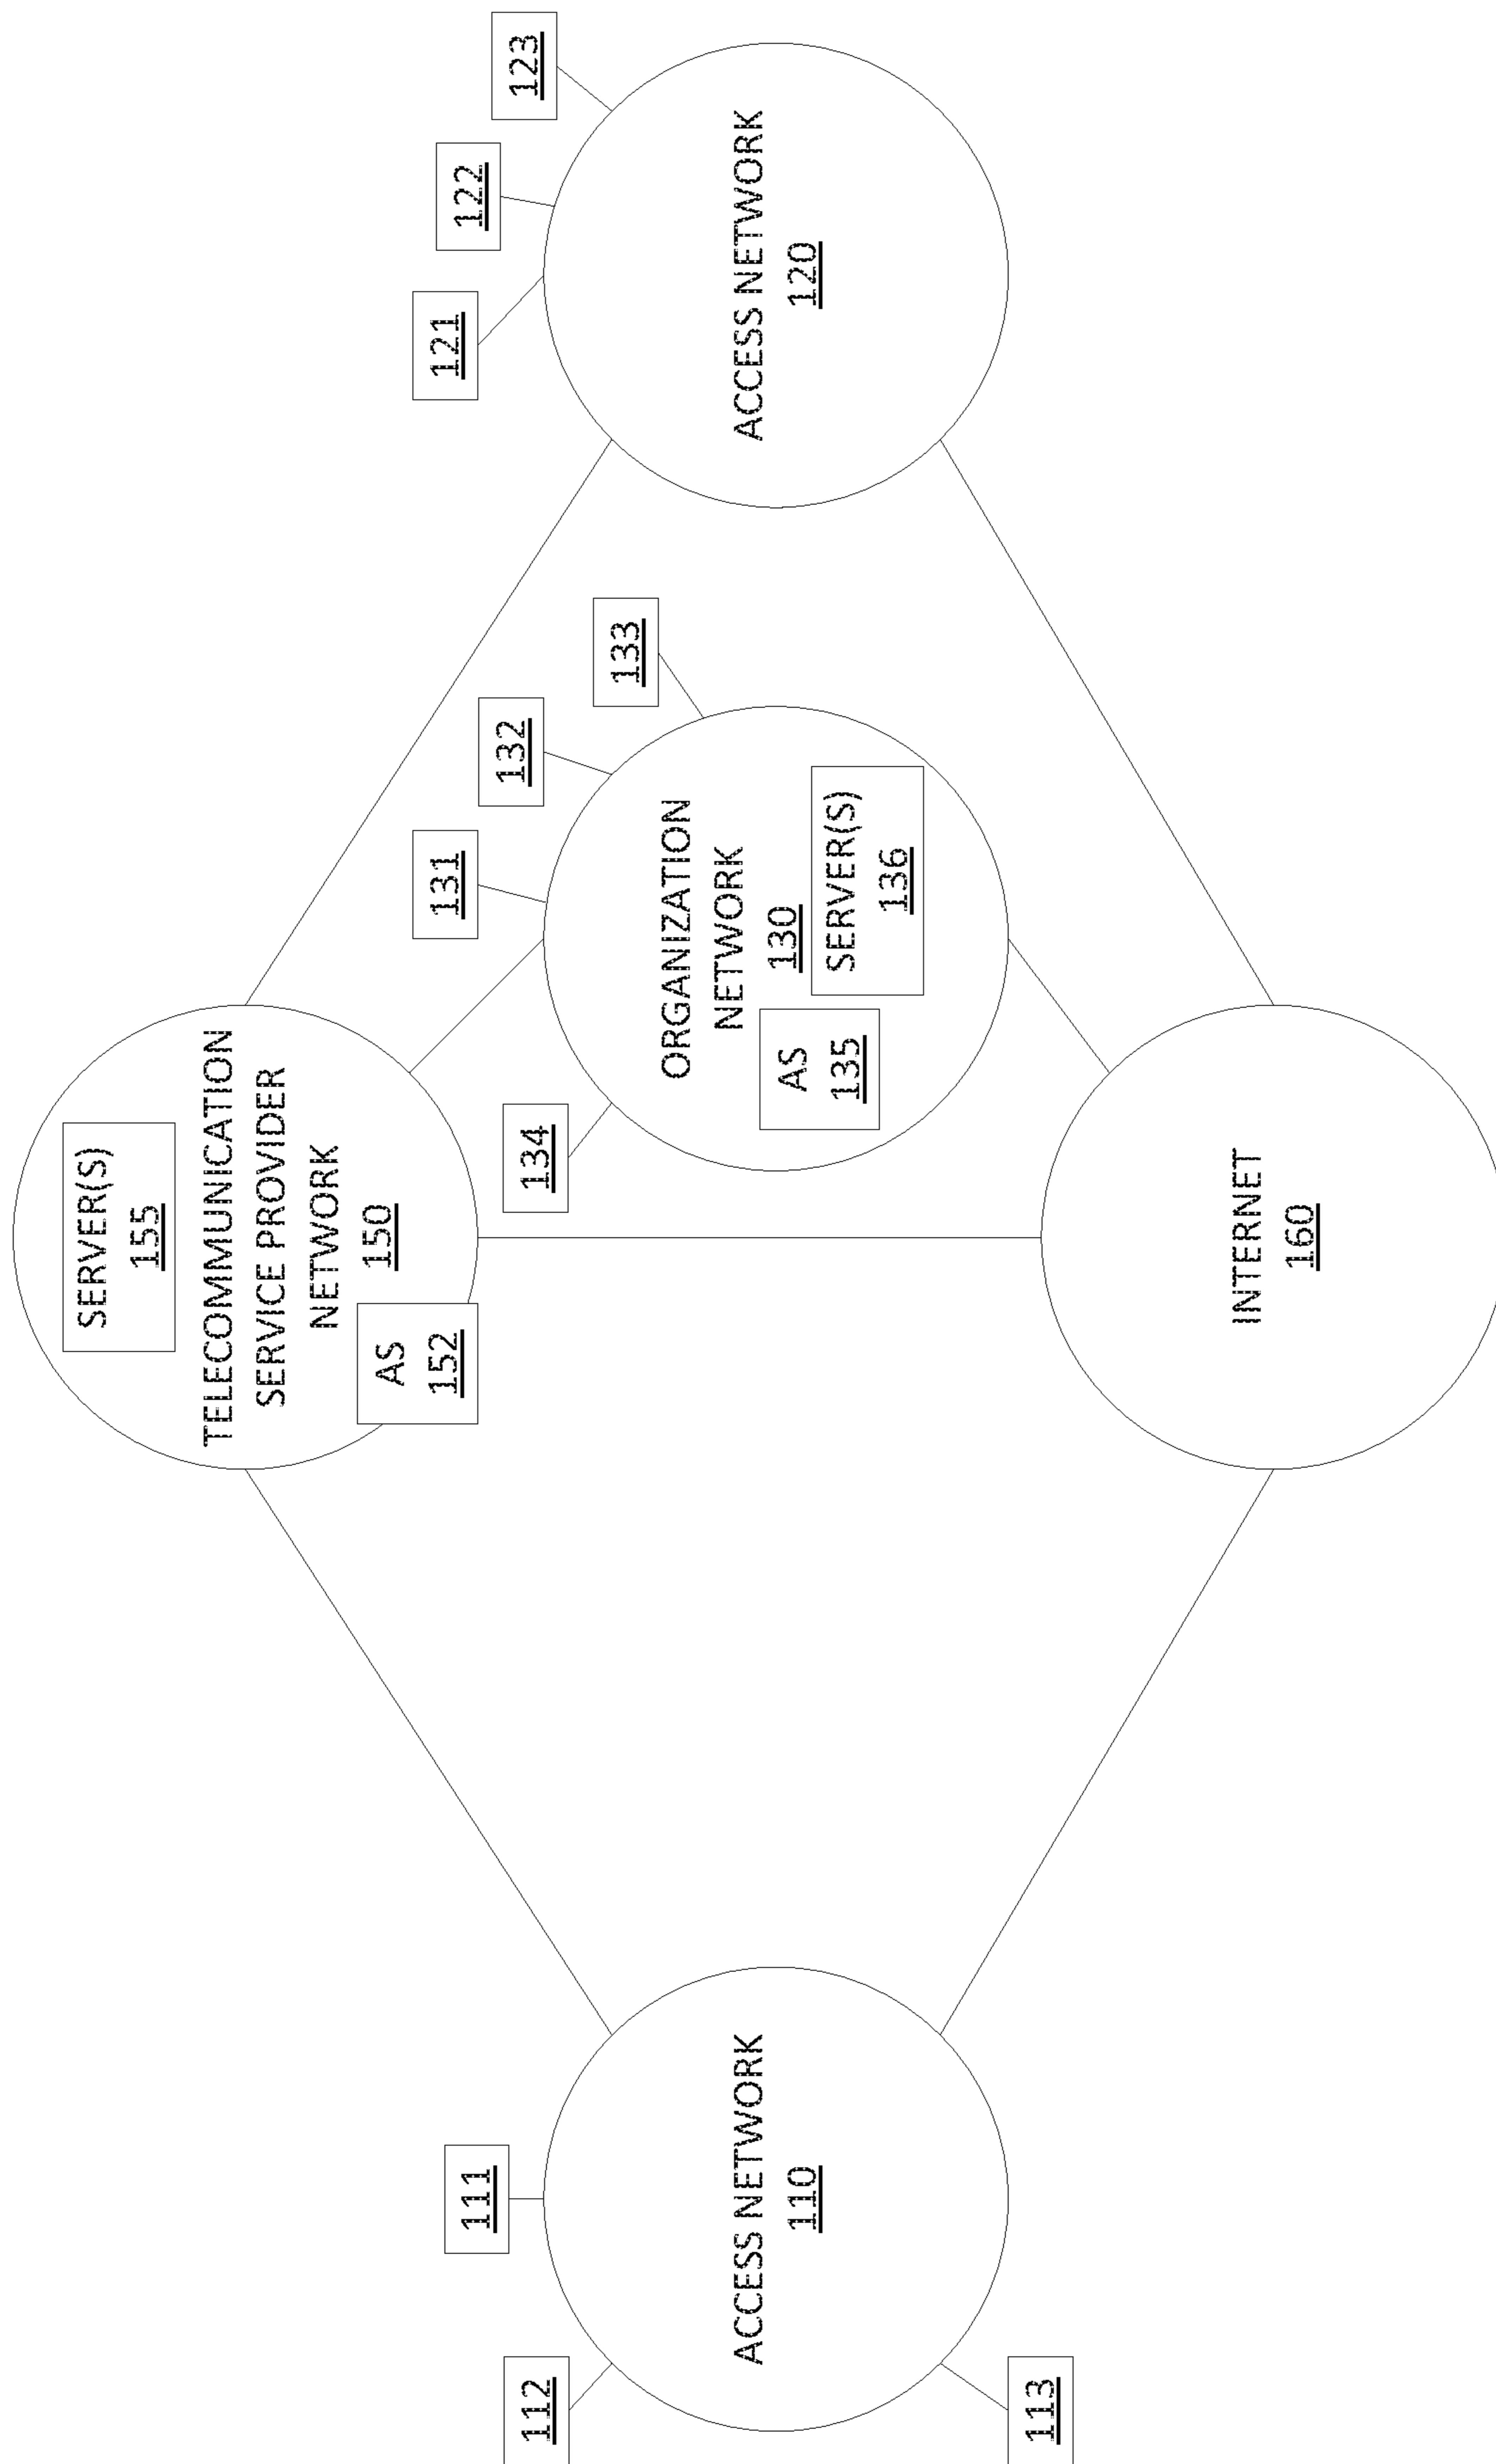 SERVER(S)
155
TELECOMMUNICATION
SERVICE PROVIDER
NETWORK
150
AS
152
112
111
134
131
132
121
122
123
133
ACCESS NETWORK
110
ORGANIZATION
NETWORK
130
AS
135
SERVER(S)
136
ACCESS NETWORK
120
113
INTERNET
160